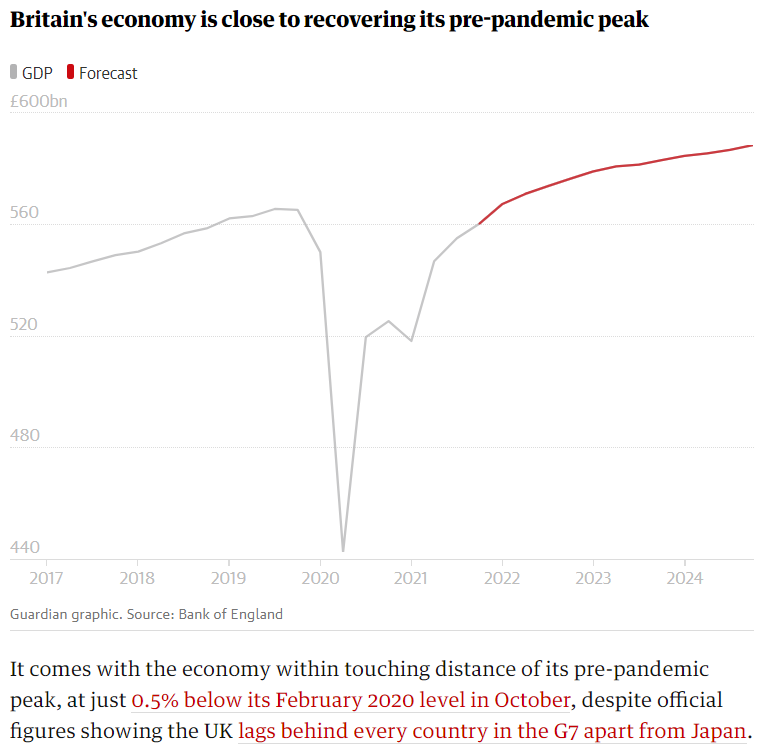 Britain's economy is close to recovering its pre-pandemic peak
GDP Forecast
£600bn
560
520
480
440
2017 2018 2019 2020 2021 2022 2023 2024
Guardian graphic. Source: Bank of England
It comes with the economy within touching distance of its pre-pandemic
peak, at just 0.5% below its February 2020 level in October, despite official
figures showing the UK lags behind every country in the G7 apart from Japan.